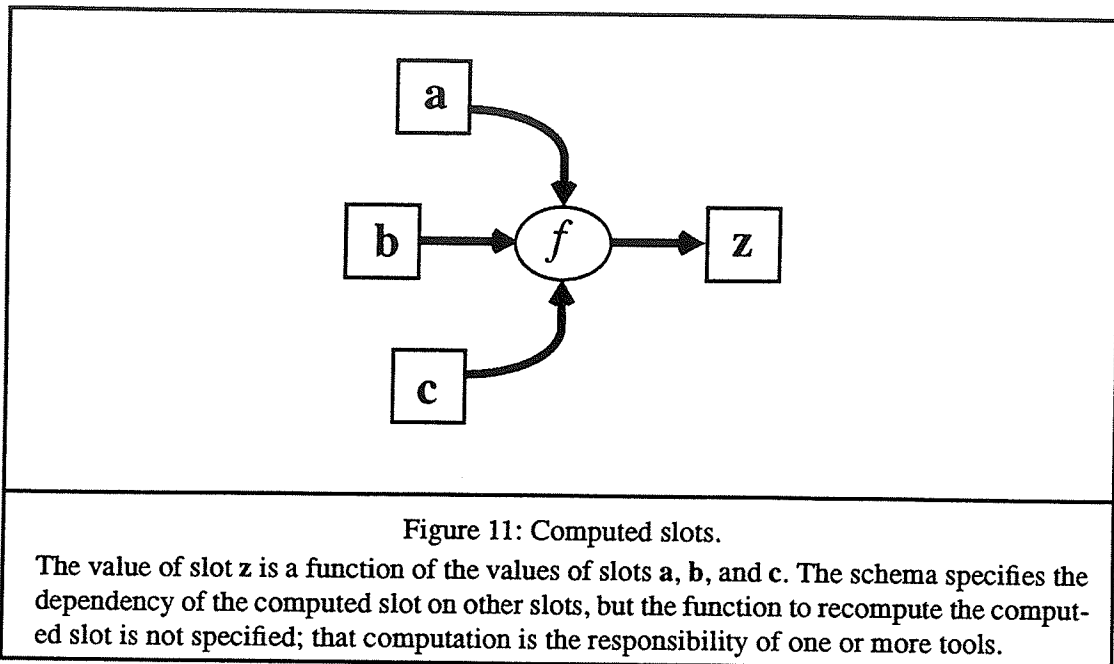 a
b
f
z
c
Figure 11: Computed slots.
The value of slot z is a function of the values of slots a, b, and c. The schema specifies the
dependency of the computed slot on other slots, but the function to recompute the comput-
ed slot is not specified; that computation is the responsibility of one or more tools.